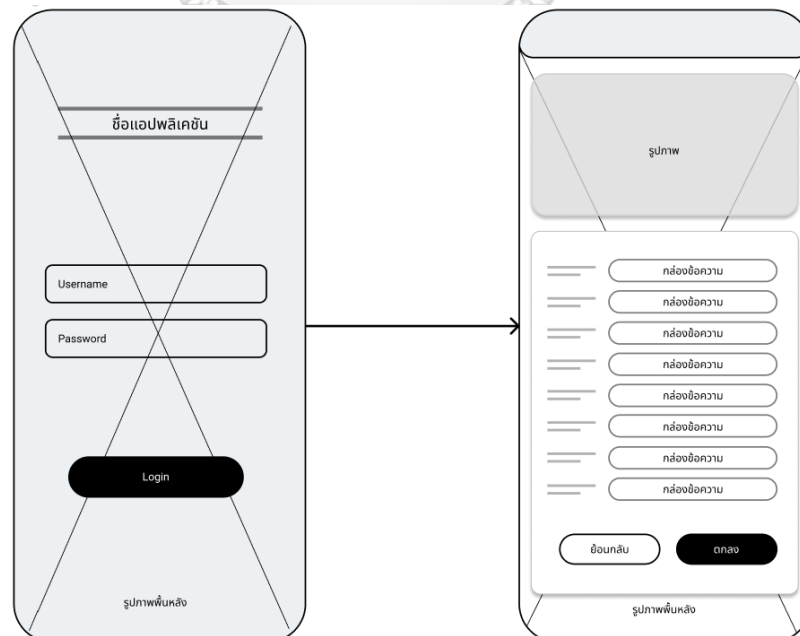 ชื่อแอปพลิเคชัน
Username
Password
Login
รูปภาพพื้นหลัง
รูปภาพ
กล่องข้อความ
กล่องข้อความ
กล่องข้อความ
กล่องข้อความ
กล่องข้อความ
กล่องข้อความ
กล่องข้อความ
กล่องข้อความ
ย้อนกลับ
ตกลง
รูปภาพพื้นหลัง